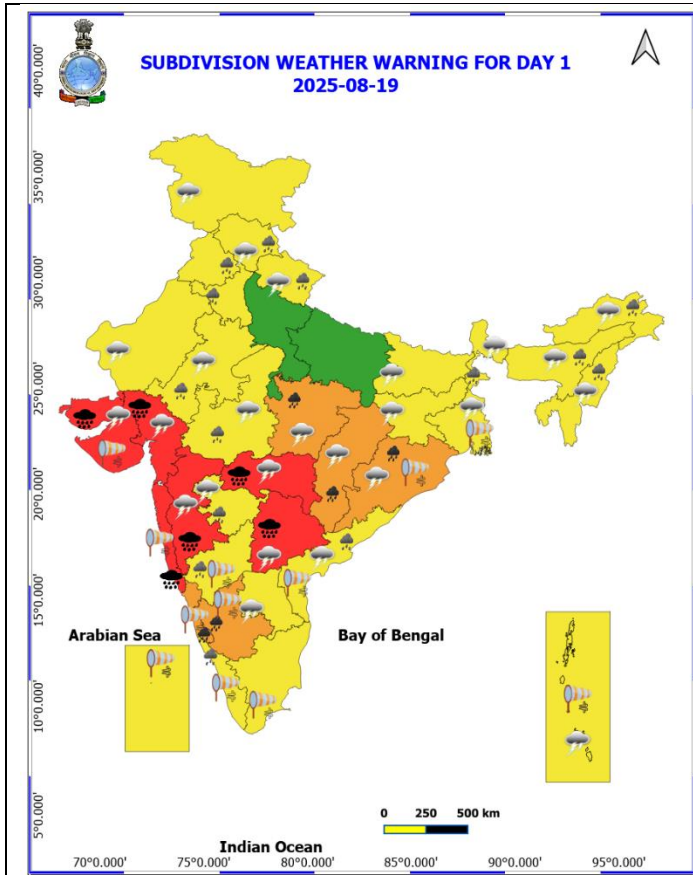 SUBDIVISION WEATHER WARNING FOR DAY 1
2025-08-19
40°0.000'
35°0.000'
30°0.000'
25°0.000'
20°0.000'
15°0.000'
10°0.000'
5°0.000'
Arabian Sea
Bay of Bengal
0 250 500 km
Indian Ocean
70°0.000' 75°0.000' 80°0.000' 85°0.000' 90°0.000' 95°0.000'